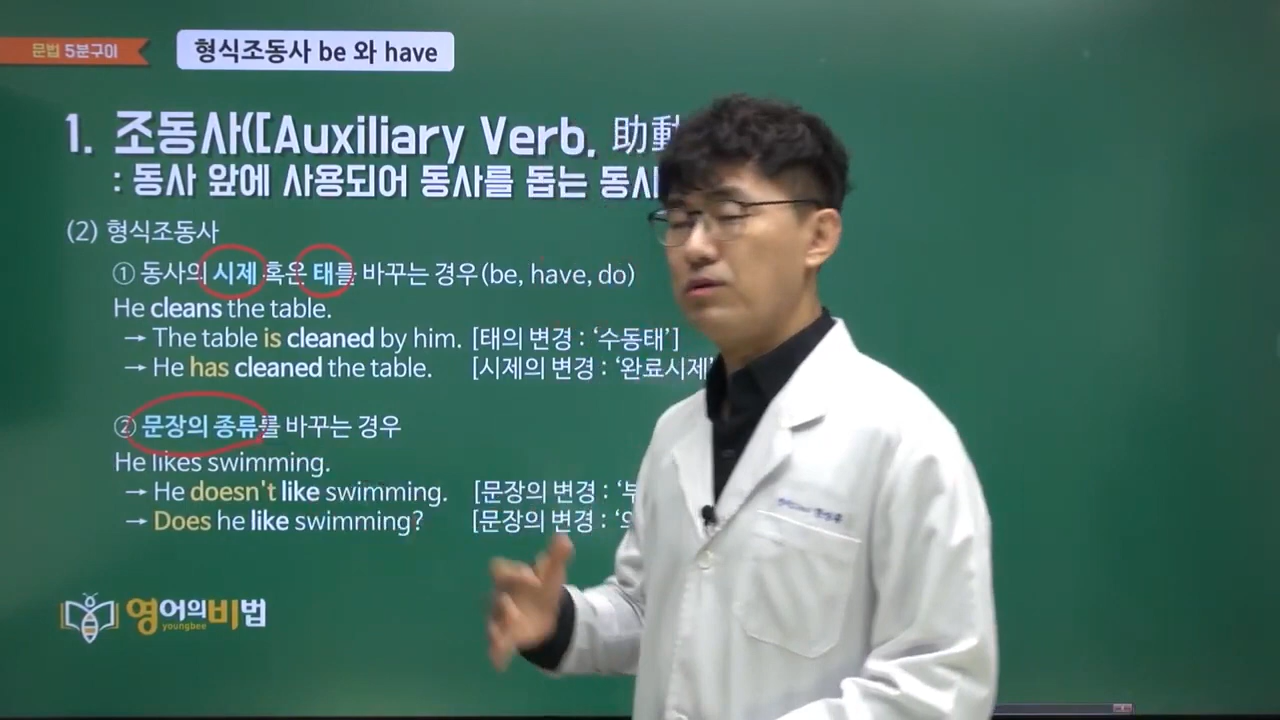 문법 5분구이
형식조동사 be 와 have
1. 조동사([Auxiliary Verb, 助動
: 동사 앞에 사용되어 동사를 돕는 동사
(2) 형식조동사
① 동사의 시제 혹은 태를 바꾸는 경우(be, have, do)
He cleans the table.
→ The table is cleaned by him. [태의 변경 : ‘수동태’]
→ He has cleaned the table. [시제의 변경 : ‘완료시제’
② 문장의 종류를 바꾸는 경우
He likes swimming.
→ He doesn't like swimming. [문장의 변경 : ‘부
→ Does he like swimming? [문장의 변경 : ‘의
영어의비법
youngbee